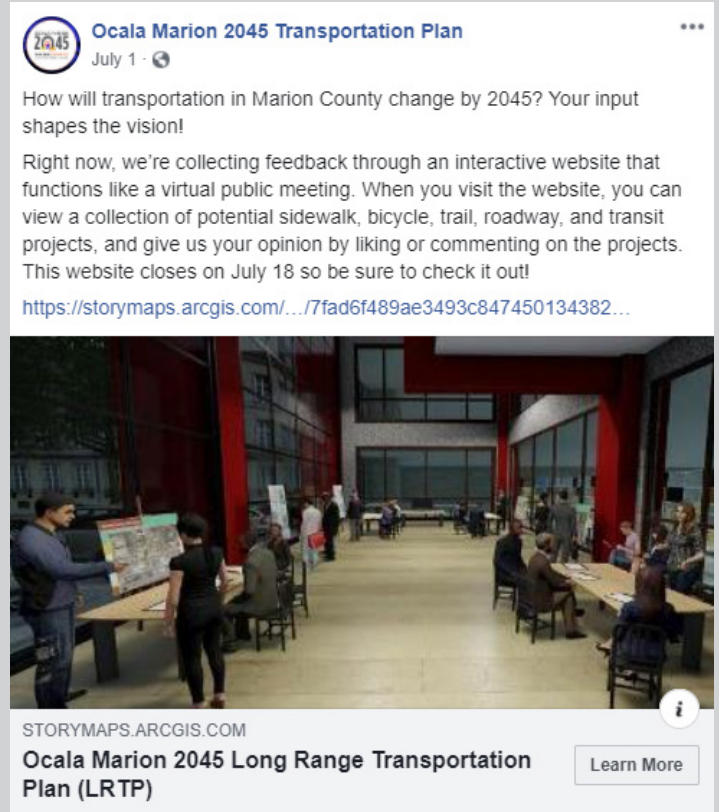 2045
Ocala Marion 2045 Transportation Plan
July 1 ·
How will transportation in Marion County change by 2045? Your input
shapes the vision!
Right now, we're collecting feedback through an interactive website that
functions like a virtual public meeting. When you visit the website, you can
view a collection of potential sidewalk, bicycle, trail, roadway, and transit
projects, and give us your opinion by liking or commenting on the projects.
This website closes on July 18 so be sure to check it out!
https://storymaps.arcgis.com/.../7fad6f489ae3493c847450134382...
i
STORYMAPS.ARCGIS.COM
Ocala Marion 2045 Long Range Transportation
Plan (LRTP)
Learn More